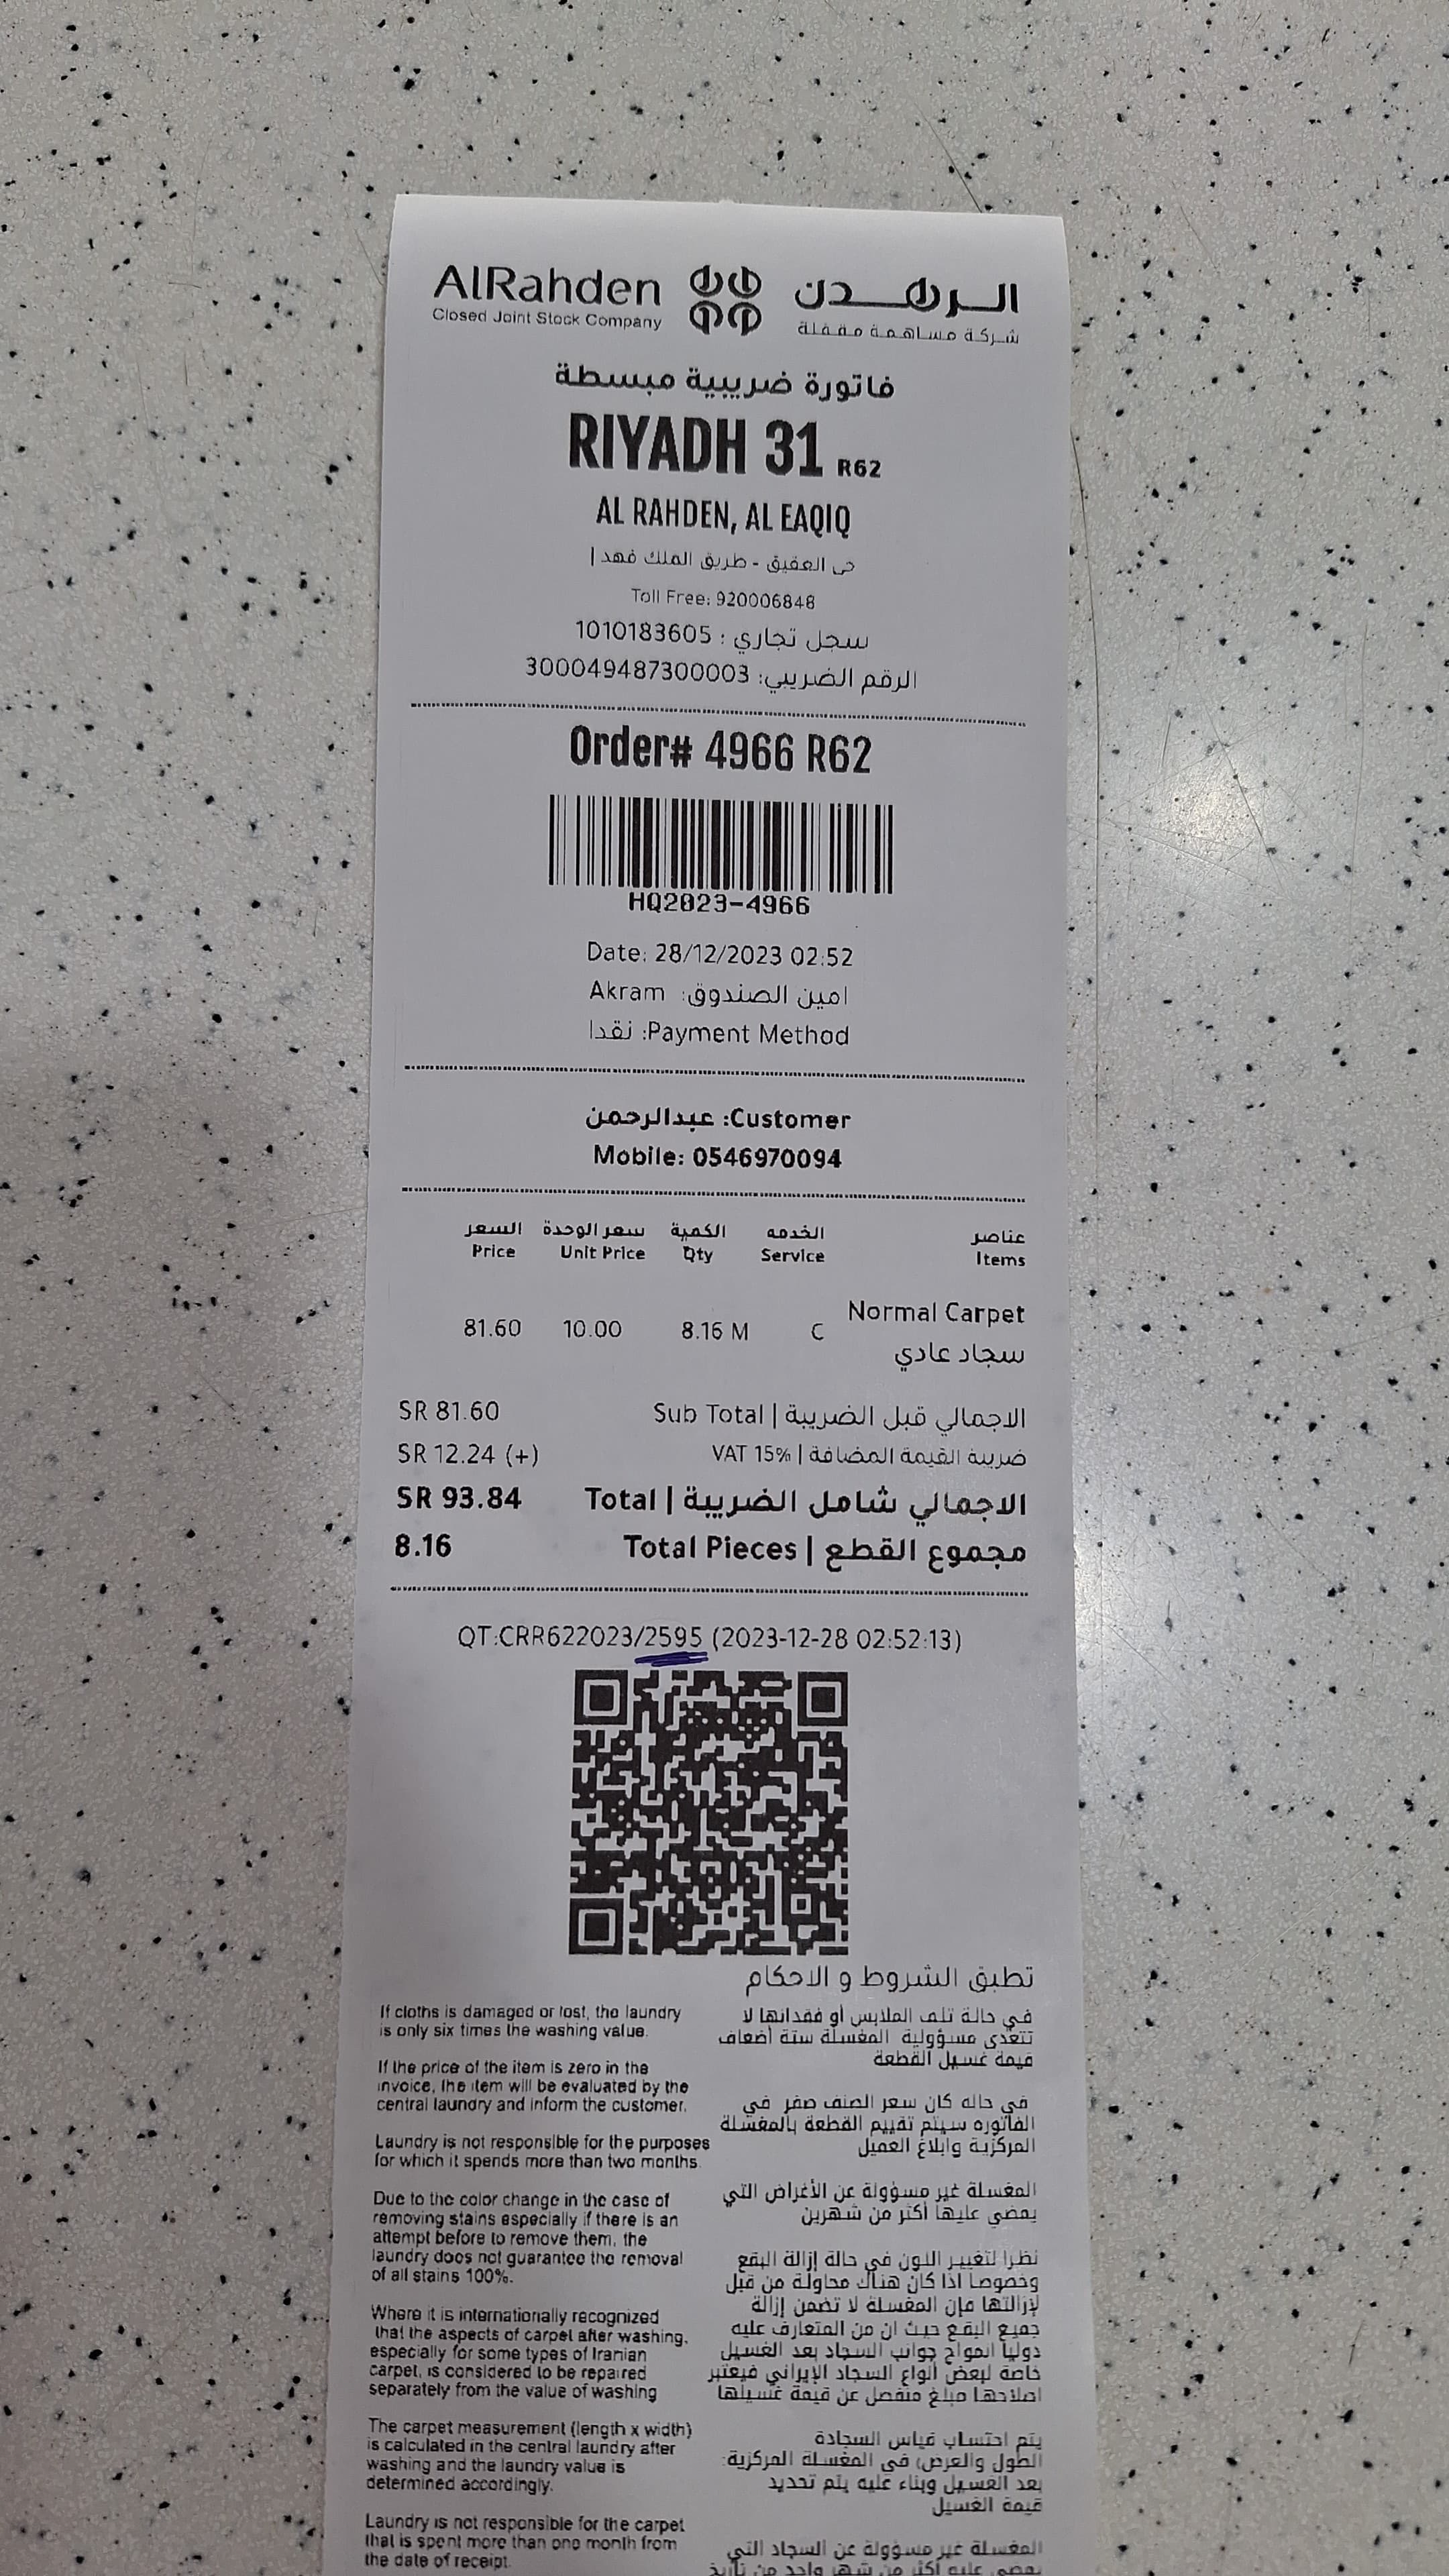 AlRahden الرهدن
Closed Joint Stock Company شركة مساهمة مقفلة
فاتورة ضريبية مبسطة
RIYADH 31 R62
AL RAHDEN, AL EAQIQ
حي العقيق - طريق الملك فهد |
Toll Free: 920006848
سجل تجاري : 1010183605
الرقم الضريبي: 300049487300003
Order# 4966 R62
HQ2023-4966
Date: 28/12/2023 02:52
امين الصندوق: Akram
Payment Method: نقدا
Customer: عبدالرحمن
Mobile: 0546970094
السعر سعر الوحدة الكمية الخدمه عناصر
Price Unit Price Qty Service Items
Normal Carpet
81.60 10.00 8.16 M C
سجاد عادي
SR 81.60 Sub Total | الاجمالي قبل الضريبة
SR 12.24 (+) VAT 15% | ضريبة القيمة المضافة
SR 93.84 Total | الاجمالي شامل الضريبة
8.16 Total Pieces | مجموع القطع
QT:CRR622023/2595 (2023-12-28 02:52:13)
تطبق الشروط و الاحكام
If cloths is damaged or lost, the laundry
is only six times the washing value.
If the price of the item is zero in the
invoice, the item will be evaluated by the
central laundry and inform the customer.
Laundry is not responsible for the purposes
for which it spends more than two months.
Due to the color change in the case of
removing stains especially if there is an
attempt before to remove them, the
laundry does not guarantee the removal
of all stains 100%.
Where it is internationally recognized
that the aspects of carpet after washing,
especially for some types of Iranian
carpet, is considered to be repaired
separately from the value of washing
The carpet measurement (length x width)
is calculated in the central laundry after
washing and the laundry value is
determined accordingly.
Laundry is not responsible for the carpet
that is spent more than one month from
the date of receipt.
في حالة تلف الملابس أو فقدانها لا
تتعدى مسؤولية المغسلة ستة أضعاف
قيمة غسيل القطعة
في حاله كان سعر الصنف صفر في
الفاتوره سيتم تقييم القطعة بالمغسلة
المركزية وابلاغ العميل
المغسلة غير مسؤولة عن الأغراض التي
يمضي عليها أكثر من شهرين
نظرا لتغيير اللون في حالة إزالة البقع
وخصوصا اذا كان هناك محاولة من قبل
لإزالتها فإن المغسلة لا تضمن إزالة
جميع البقع حيث ان من المتعارف عليه
دوليا امواج جوانب السجاد بعد الغسيل
خاصة لبعض أنواع السجاد الإيراني فيعتبر
اصلاحها مبلغ منفصل عن قيمة غسيلها
يتم احتساب قياس السجادة
الطول والعرض) في المغسلة المركزية:
بعد الغسيل وبناء عليه يتم تحديد
قيمة الغسيل
المغسلة غير مسؤولة عن السجاد التي
يمضي عليه أكثر من شهر واحد من تاريخ